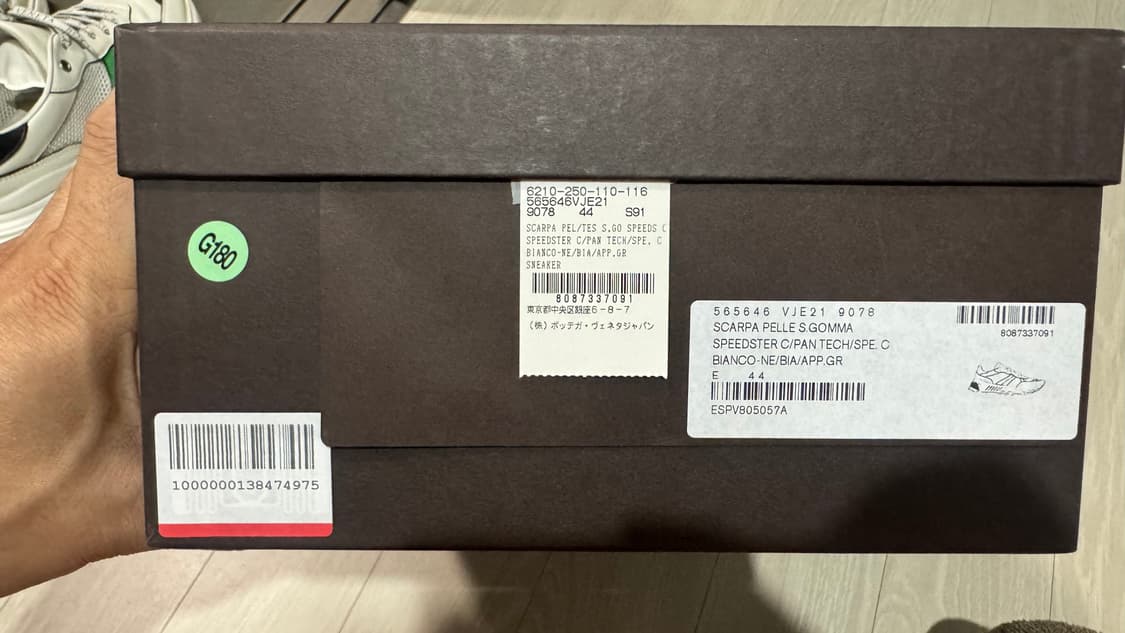 G180
6210-250-110-116
565646VJE21
9078 44 S91
SCARPA PEL/TES S.GO SPEEDS C
SPEEDSTER C/PAN TECH/SPE. C
BIANCO-NE/BIA/APP.GR
SNEAKER
8087337091
東京都中央区銀座6-8-7
(株)ボッテガ・ヴェネタジャパン
565646 VJE21 9078
8087337091
SCARPA PELLE S.GOMMA
SPEEDSTER C/PAN TECH/SPE. C
BIANCO-NE/BIA/APP.GR
E 44
ESPV805057A
1000000138474975